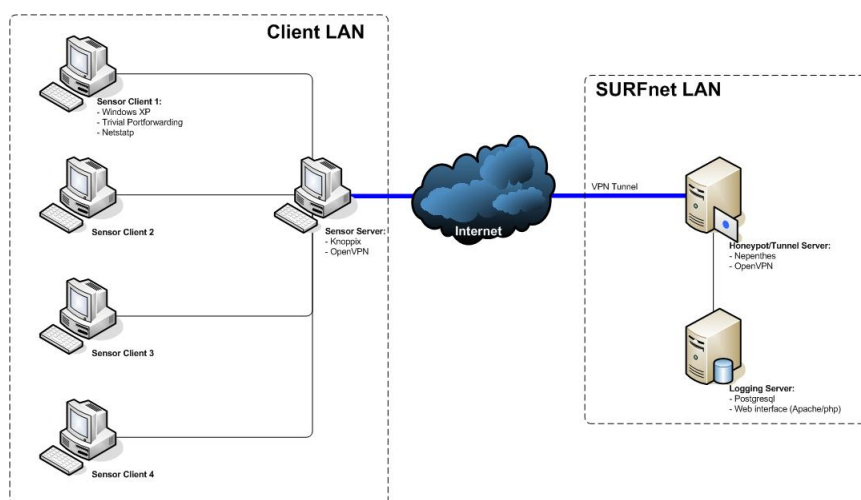 Client LAN
Sensor Client 1:
- Windows XP
- Trivial Portforwarding
- Netstatp
Sensor Client 2
Sensor Server:
- Knoppix
- OpenVPN
Sensor Client 3
Sensor Client 4
Internet
SURFnet LAN
VPN Tunnel
Honeypot/Tunnel Server:
- Nepenthes
- OpenVPN
Logging Server:
- Postgresql
- Web interface (Apache/php)